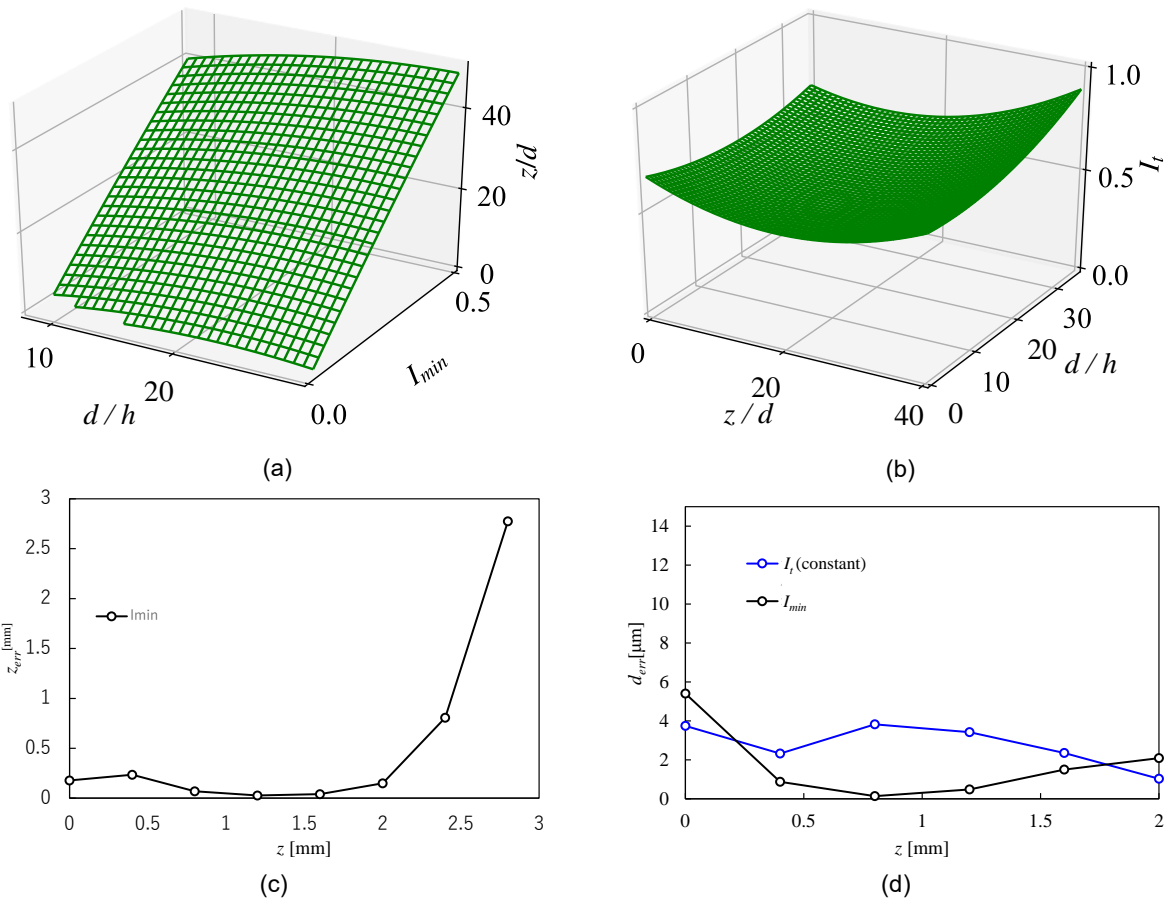 40
z/d
20
0
0.5
I_min
0.0
10
20
d / h
(a)
1.0
I_t
0.5
0.0
30
20
d / h
10
0
0
20
40
z / d
(b)
3
2.5
2
1.5
1
0.5
0
z_err [mm]
Imin
0
0.5
1
1.5
2
2.5
3
z [mm]
(c)
14
12
10
8
6
4
2
0
d_err [μm]
I_t (constant)
I_min
0
0.5
1
1.5
2
z [mm]
(d)